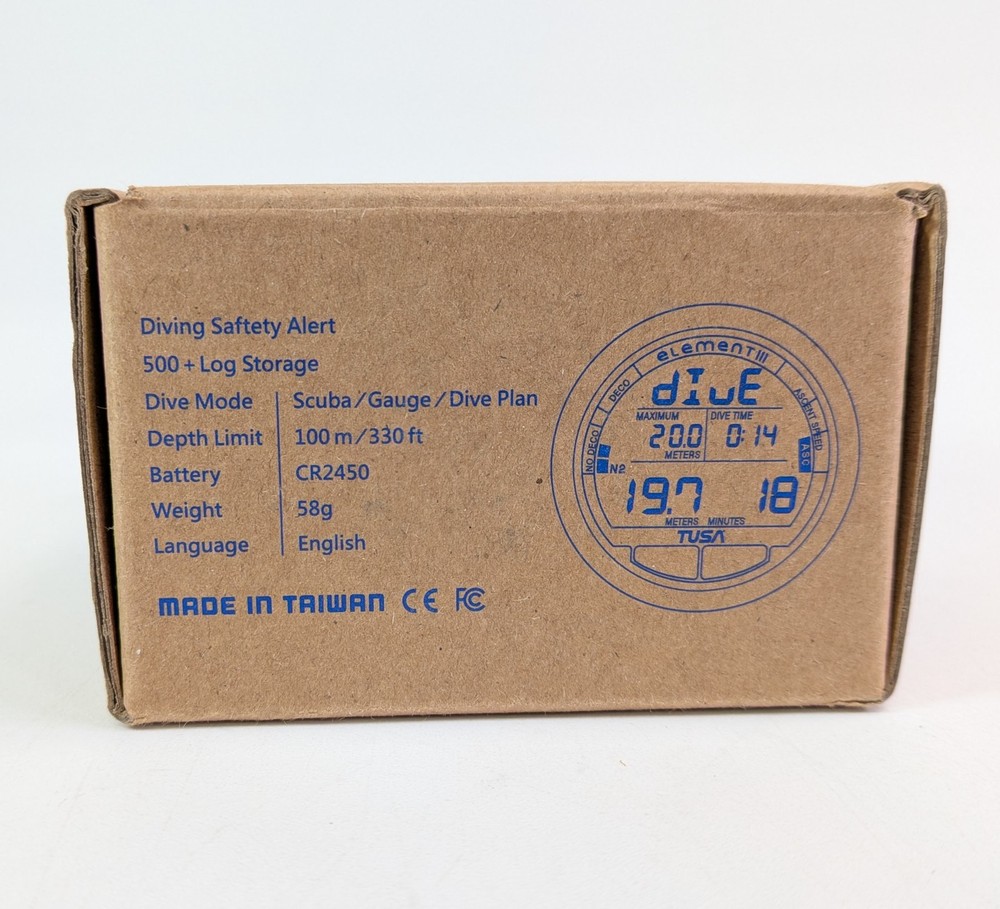 Diving Saftety Alert
500 + Log Storage
Dive Mode Scuba/Gauge/Dive Plan
Depth Limit 100 m/330 ft
Battery CR2450
Weight 58g
Language English
MADE IN TAIWAN CE FC
eLemenT III
DECO
NO DECO
ASCENT SPEED
dIvE
MAXIMUM DIVE TIME
20.0 0:14
METERS
N2
ASC
19.7 18
METERS MINUTES
TUSA